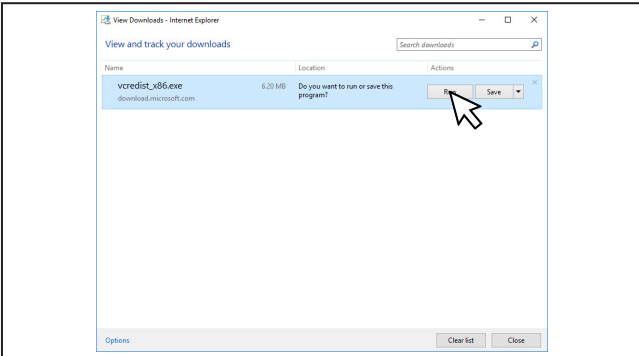 View Downloads - Internet Explorer
View and track your downloads
Search downloads
Name Location Actions
vcredist_x86.exe 6.20 MB Do you want to run or save this program? Run Save
download.microsoft.com
Options Clear list Close